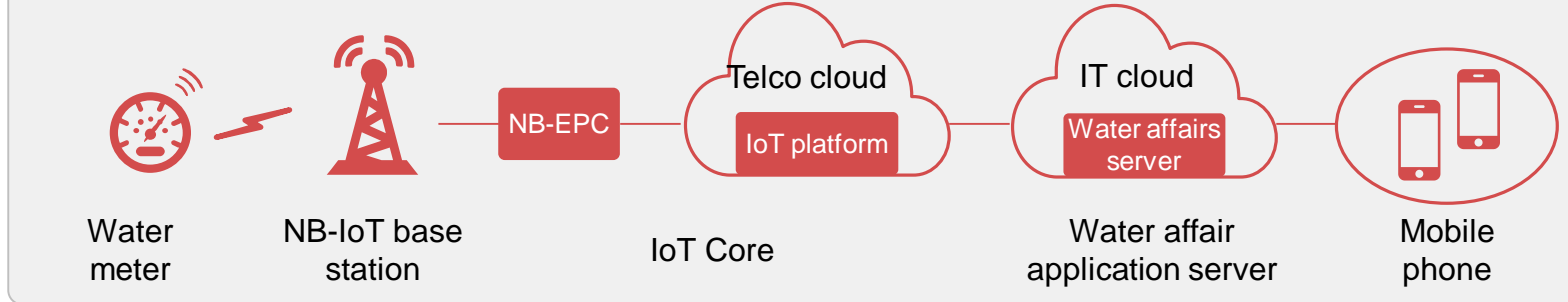 Telco cloud
IT cloud
NB-EPC
IoT platform
Water affairs
server
Water
meter
NB-IoT base
station
IoT Core
Water affair
application server
Mobile
phone